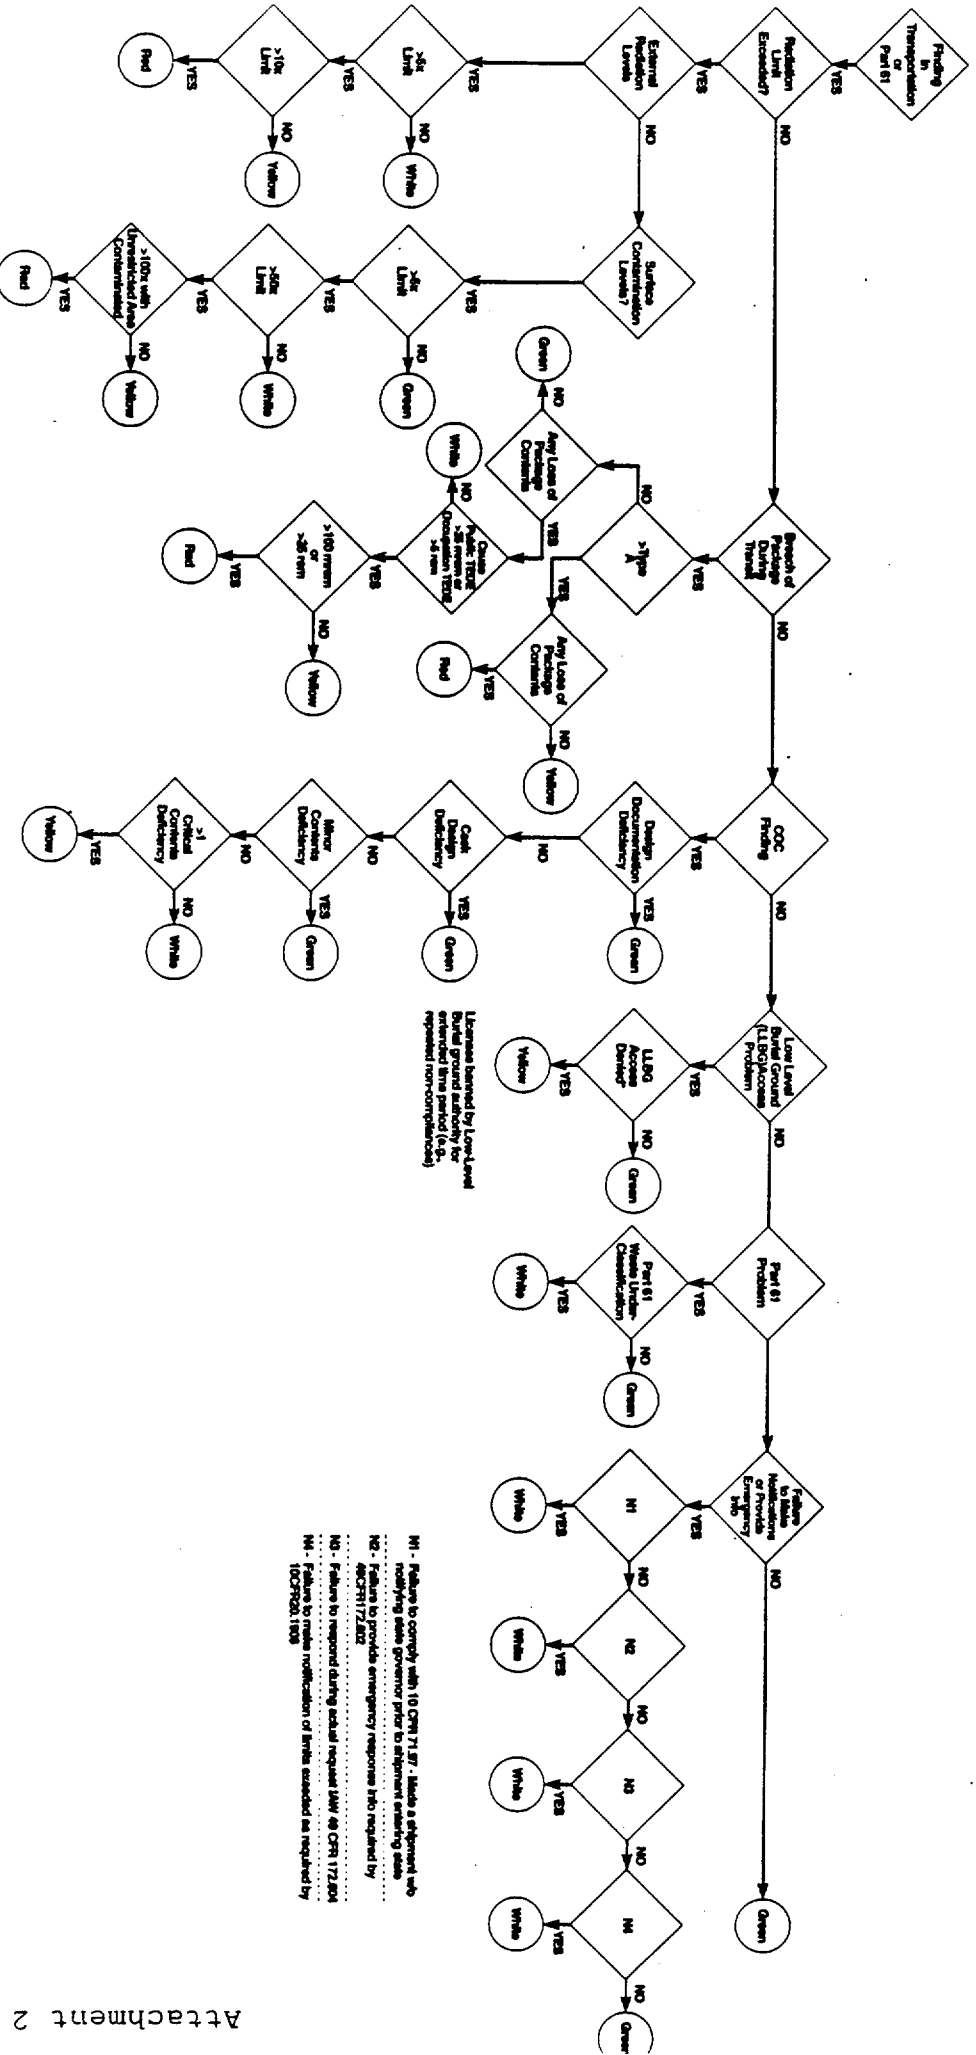 Finding
in
Transportation
or
Part 61
YES
Radiation
Limit
Exceeded?
NO
YES
External
Radiation
Levels
NO
YES
>5x
Limit
NO
White
YES
>10x
Limit
NO
Yellow
YES
Red
Surface
Contamination
Levels?
YES
>5x
Limit
NO
Green
YES
>50x
Limit
NO
White
YES
>100x with
Unrestricted Area
Contaminated
NO
Yellow
YES
Red
Breach of
Package
During
Transit
NO
YES
>Type
A
NO
YES
Any Loss of
Package
Contents
NO
Green
YES
Cause
Public TEDE
>25 mrem or
Occupation TEDE
>5 rem
NO
White
YES
>100 mrem
or
>25 rem
NO
Yellow
YES
Red
Any Loss of
Package
Contents
NO
Yellow
YES
Red
COC
Finding
NO
YES
Design
Documentation
Deficiency
YES
Green
NO
Cask
Design
Deficiency
YES
Green
NO
Minor
Contents
Deficiency
YES
Green
NO
>1
Critical
Contents
Deficiency
NO
White
YES
Yellow
Low Level
Burial Ground
(LLBG)Access
Problem
NO
YES
LLBG
Access
Denied*
NO
Green
YES
Yellow
Licensee banned by Low-Level
Burial ground authority for
extended time period (e.g.,
repeated non-compliances)
Part 61
Problem
YES
Part 61
Waste Under-
Classification
NO
Green
YES
White
Failure
to Make
Notifications
or Provide
Emergency
Info
NO
Green
YES
N1
NO
YES
White
N2
NO
YES
White
N3
NO
YES
White
N4
NO
Green
YES
White
N1 - Failure to comply with 10 CFR 71.97 - Made a shipment w/o
notifying state governor prior to shipment entering state
N2 - Failure to provide emergency response info required by
49CFR172.602
N3 - Failure to respond during actual request IAW 49 CFR 172.604
N4 - Failure to make notification of limits exceeded as required by
10CFR20.1906
Attachment 2